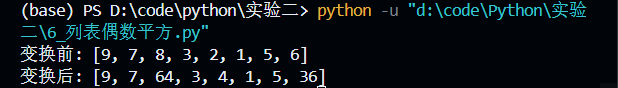 (base) PS D:\code\python\实验二> python -u "d:\code\Python\实验
二\6_列表偶数平方.py"
变换前: [9, 7, 8, 3, 2, 1, 5, 6]
变换后: [9, 7, 64, 3, 4, 1, 5, 36]